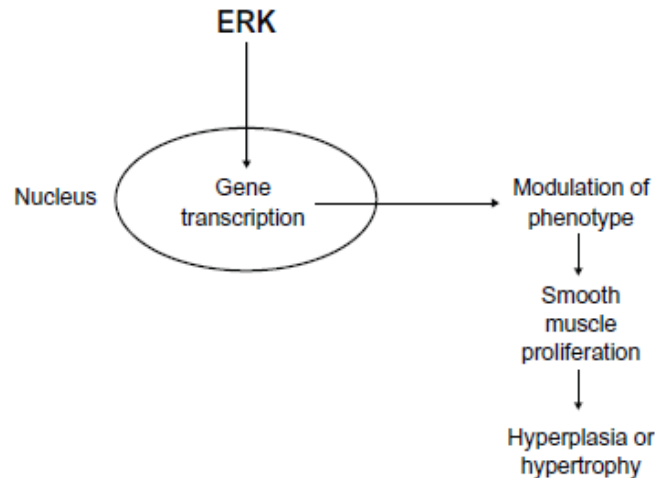 ERK
Nucleus
Gene
transcription
Modulation of
phenotype
Smooth
muscle
proliferation
Hyperplasia or
hypertrophy